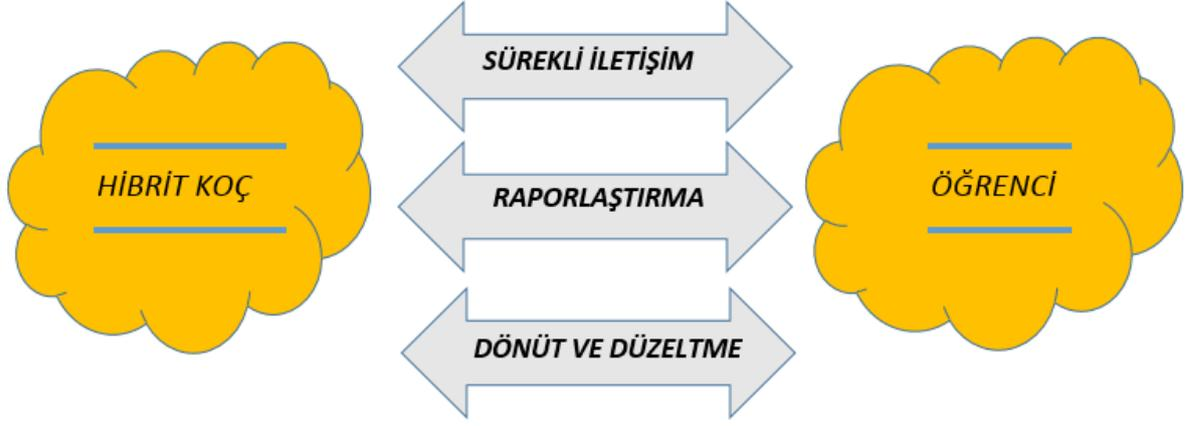 SÜREKLİ İLETİŞİM
HİBRİT KOÇ
RAPORLAŞTIRMA
ÖĞRENCİ
DÖNÜT VE DÜZELTME